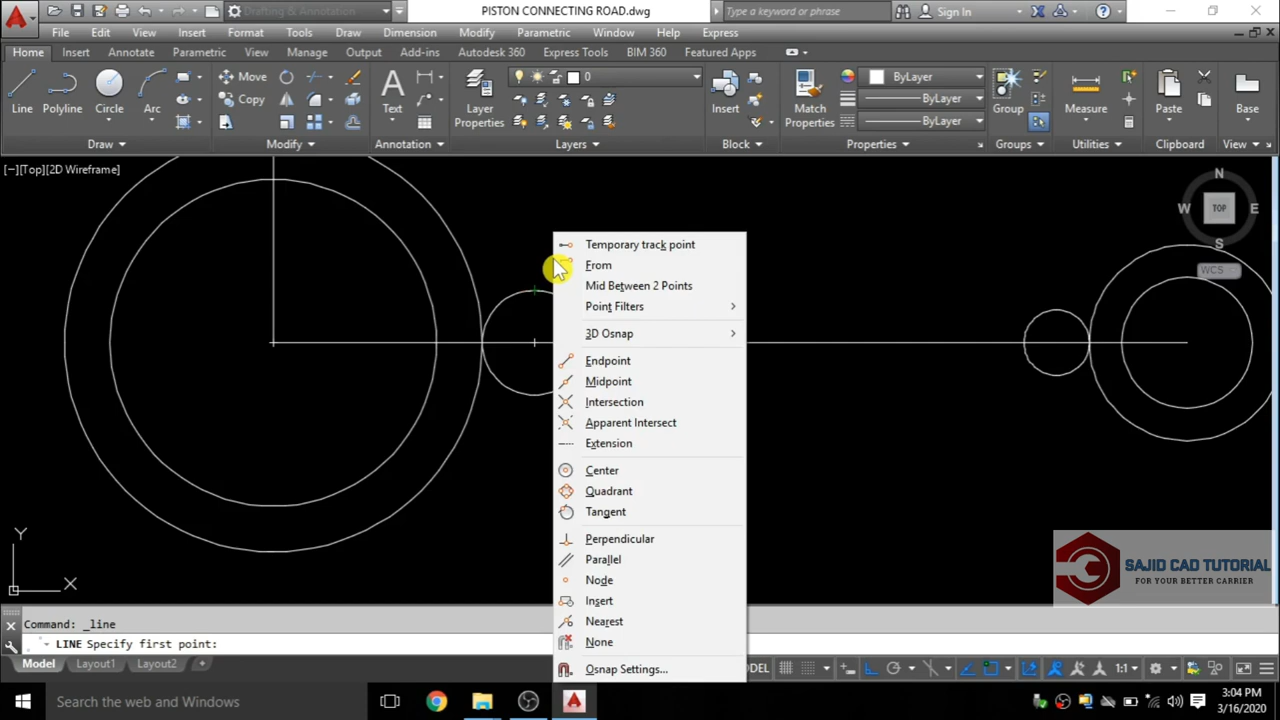 Drafting & Annotation
PISTON CONNECTING ROAD.dwg
Type a keyword or phrase
Sign In
File Edit View Insert Format Tools Draw Dimension Modify Parametric Window Help Express
Home Insert Annotate Parametric View Manage Output Add-ins Autodesk 360 Express Tools BIM 360 Featured Apps
Line Polyline Circle Arc
Move
Copy
Text
Layer Properties
0
Insert
Match Properties
ByLayer
ByLayer
ByLayer
Group
Measure
Paste
Base
Draw Modify Annotation Layers Block Properties Groups Utilities Clipboard View
[−][Top][2D Wireframe]
N
W TOP E
S
WCS
Temporary track point
From
Mid Between 2 Points
Point Filters
3D Osnap
Endpoint
Midpoint
Intersection
Apparent Intersect
Extension
Center
Quadrant
Tangent
Perpendicular
Parallel
Node
Insert
Nearest
None
Osnap Settings...
Y
X
SAJID CAD TUTORIAL
FOR YOUR BETTER CARRIER
Command: _line
LINE Specify first point:
Model Layout1 Layout2 +
1:1
Search the web and Windows
3:04 PM
3/16/2020